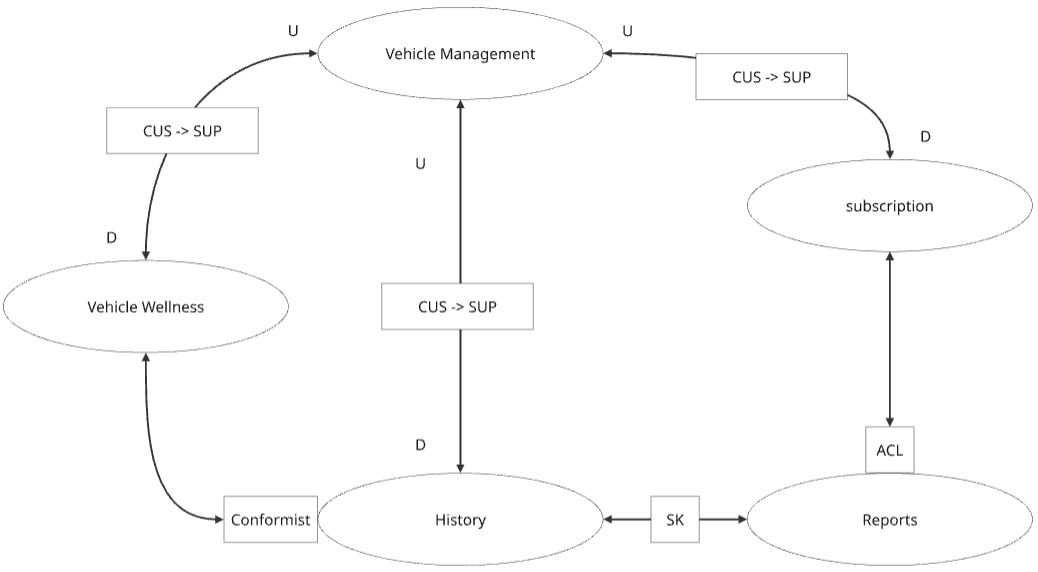 U
Vehicle Management
U
CUS -> SUP
CUS -> SUP
U
D
subscription
D
Vehicle Wellness
CUS -> SUP
D
ACL
Conformist
History
SK
Reports